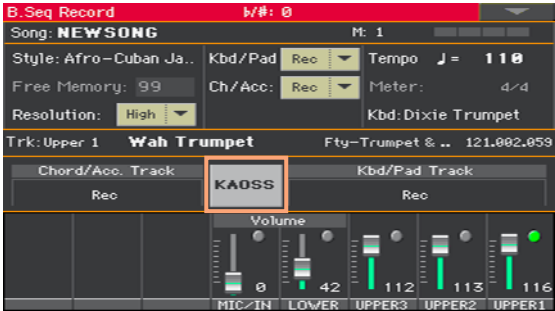 B.Seq Record ♭/#: 0
Song: NEWSONG M: 1
Style: Afro-Cuban Ja.. Kbd/Pad Rec Tempo ♩= 110
Free Memory: 99 Ch/Acc: Rec Meter: 4/4
Resolution: High Kbd: Dixie Trumpet
Trk: Upper 1 Wah Trumpet Fty-Trumpet & .. 121.002.059
Chord/Acc. Track KAOSS Kbd/Pad Track
Rec Rec
Volume
0 42 112 113 116
MIC/IN LOWER UPPER3 UPPER2 UPPER1